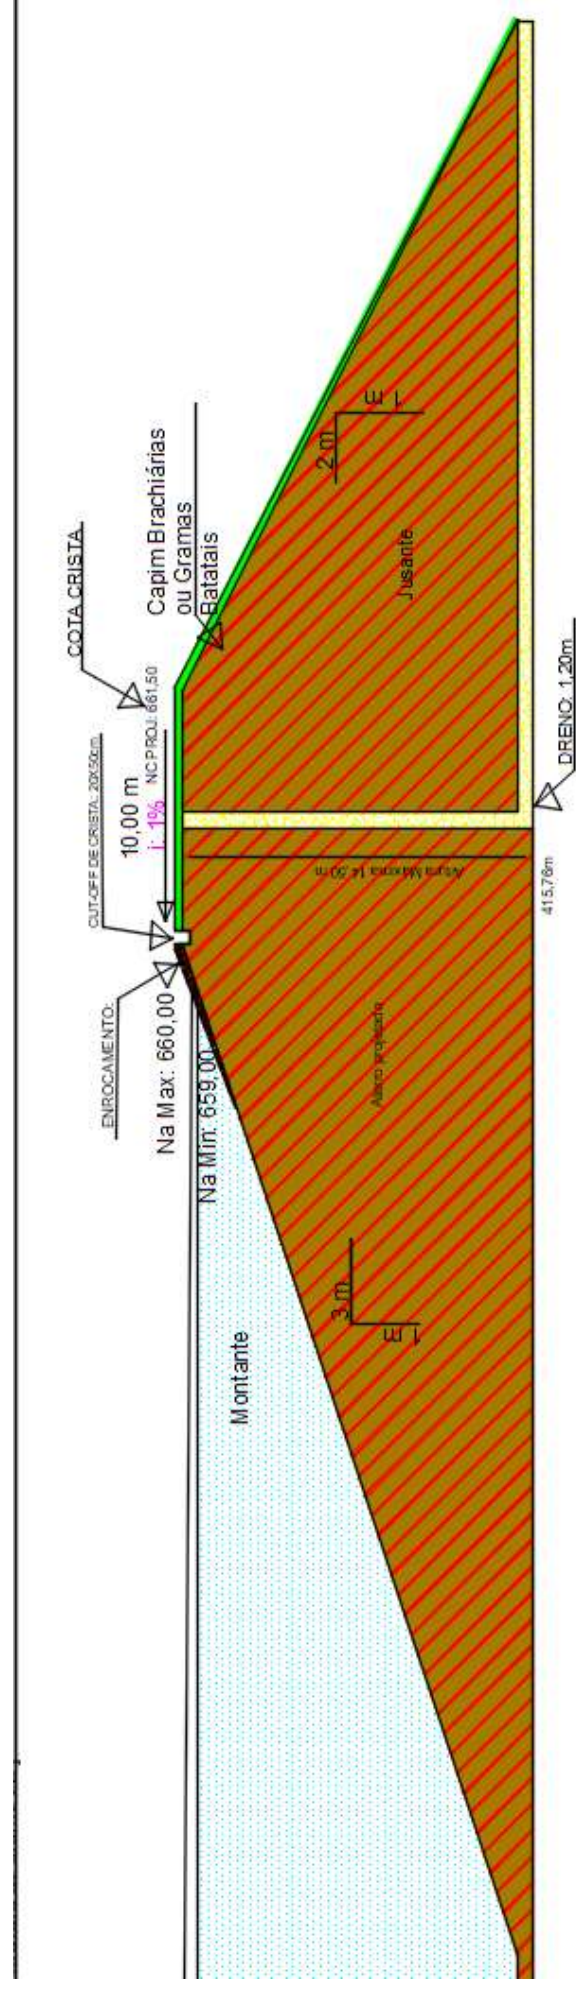 COTA CRISTA
Capim Brachiárias
ou Gramas
Batatais
NC PROJ: 661,50
CUT-OFF DE CRISTA: 20X50cm
10,00 m
i: 1%
ENROCAMENTO:
Na Max: 660,00
Na Min: 659,00
Montante
3 m
1 m
Aterro projetado
Altura Máxima 14,50 m
Jusante
2 m
1 m
DRENO: 1,20m
415,76m